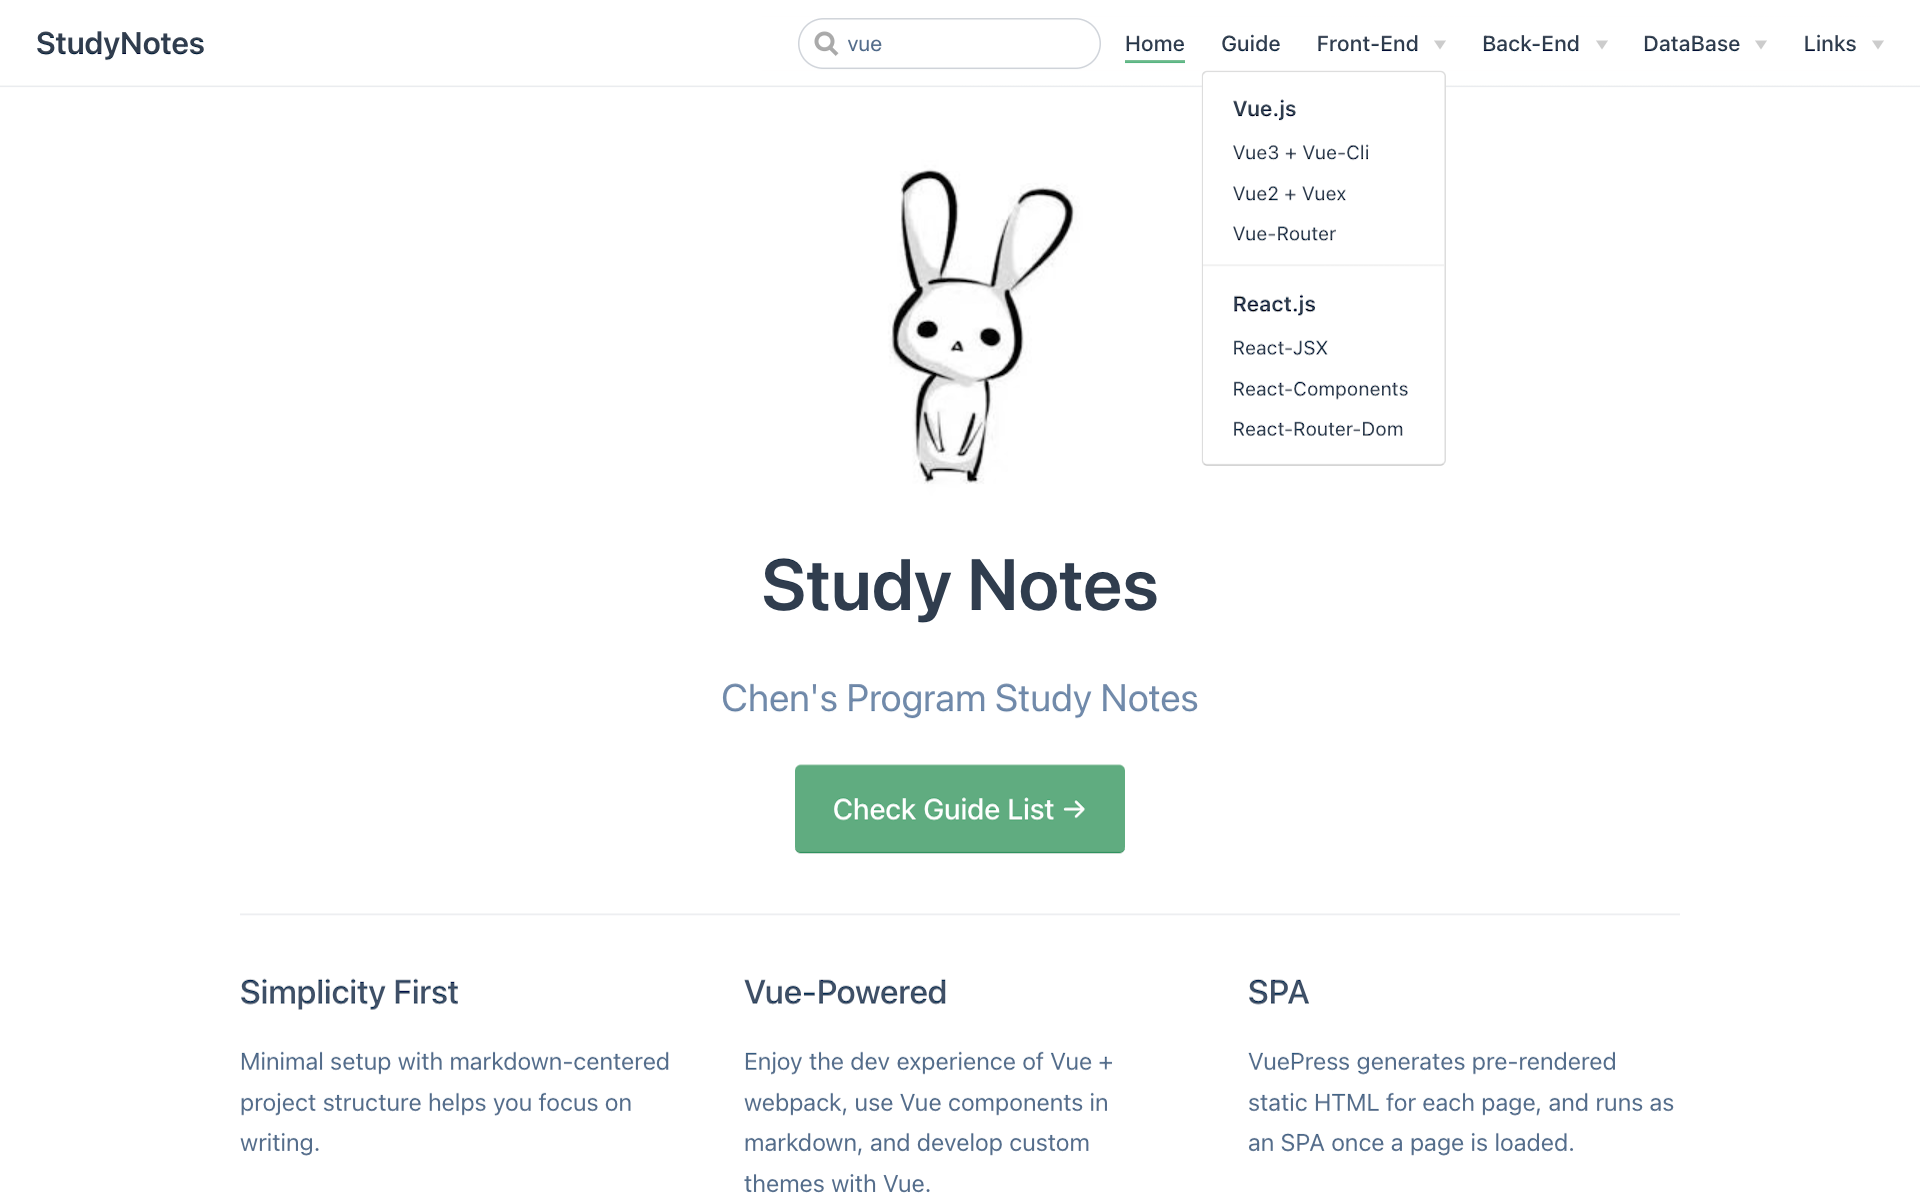 StudyNotes
vue
Home
Guide
Front-End
Back-End
DataBase
Links
Vue.js
Vue3 + Vue-Cli
Vue2 + Vuex
Vue-Router
React.js
React-JSX
React-Components
React-Router-Dom
Study Notes
Chen's Program Study Notes
Check Guide List →
Simplicity First
Minimal setup with markdown-centered
project structure helps you focus on
writing.
Vue-Powered
Enjoy the dev experience of Vue +
webpack, use Vue components in
markdown, and develop custom
themes with Vue.
SPA
VuePress generates pre-rendered
static HTML for each page, and runs as
an SPA once a page is loaded.